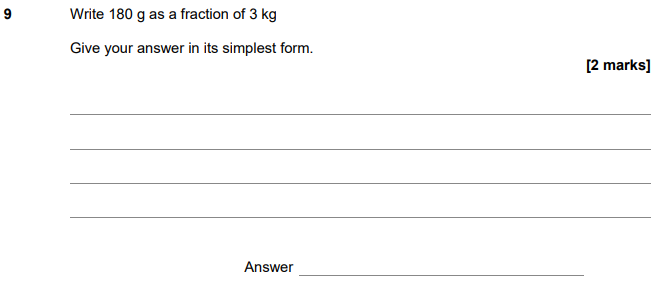 9 Write 180 g as a fraction of 3 kg
Give your answer in its simplest form.
[2 marks]
Answer